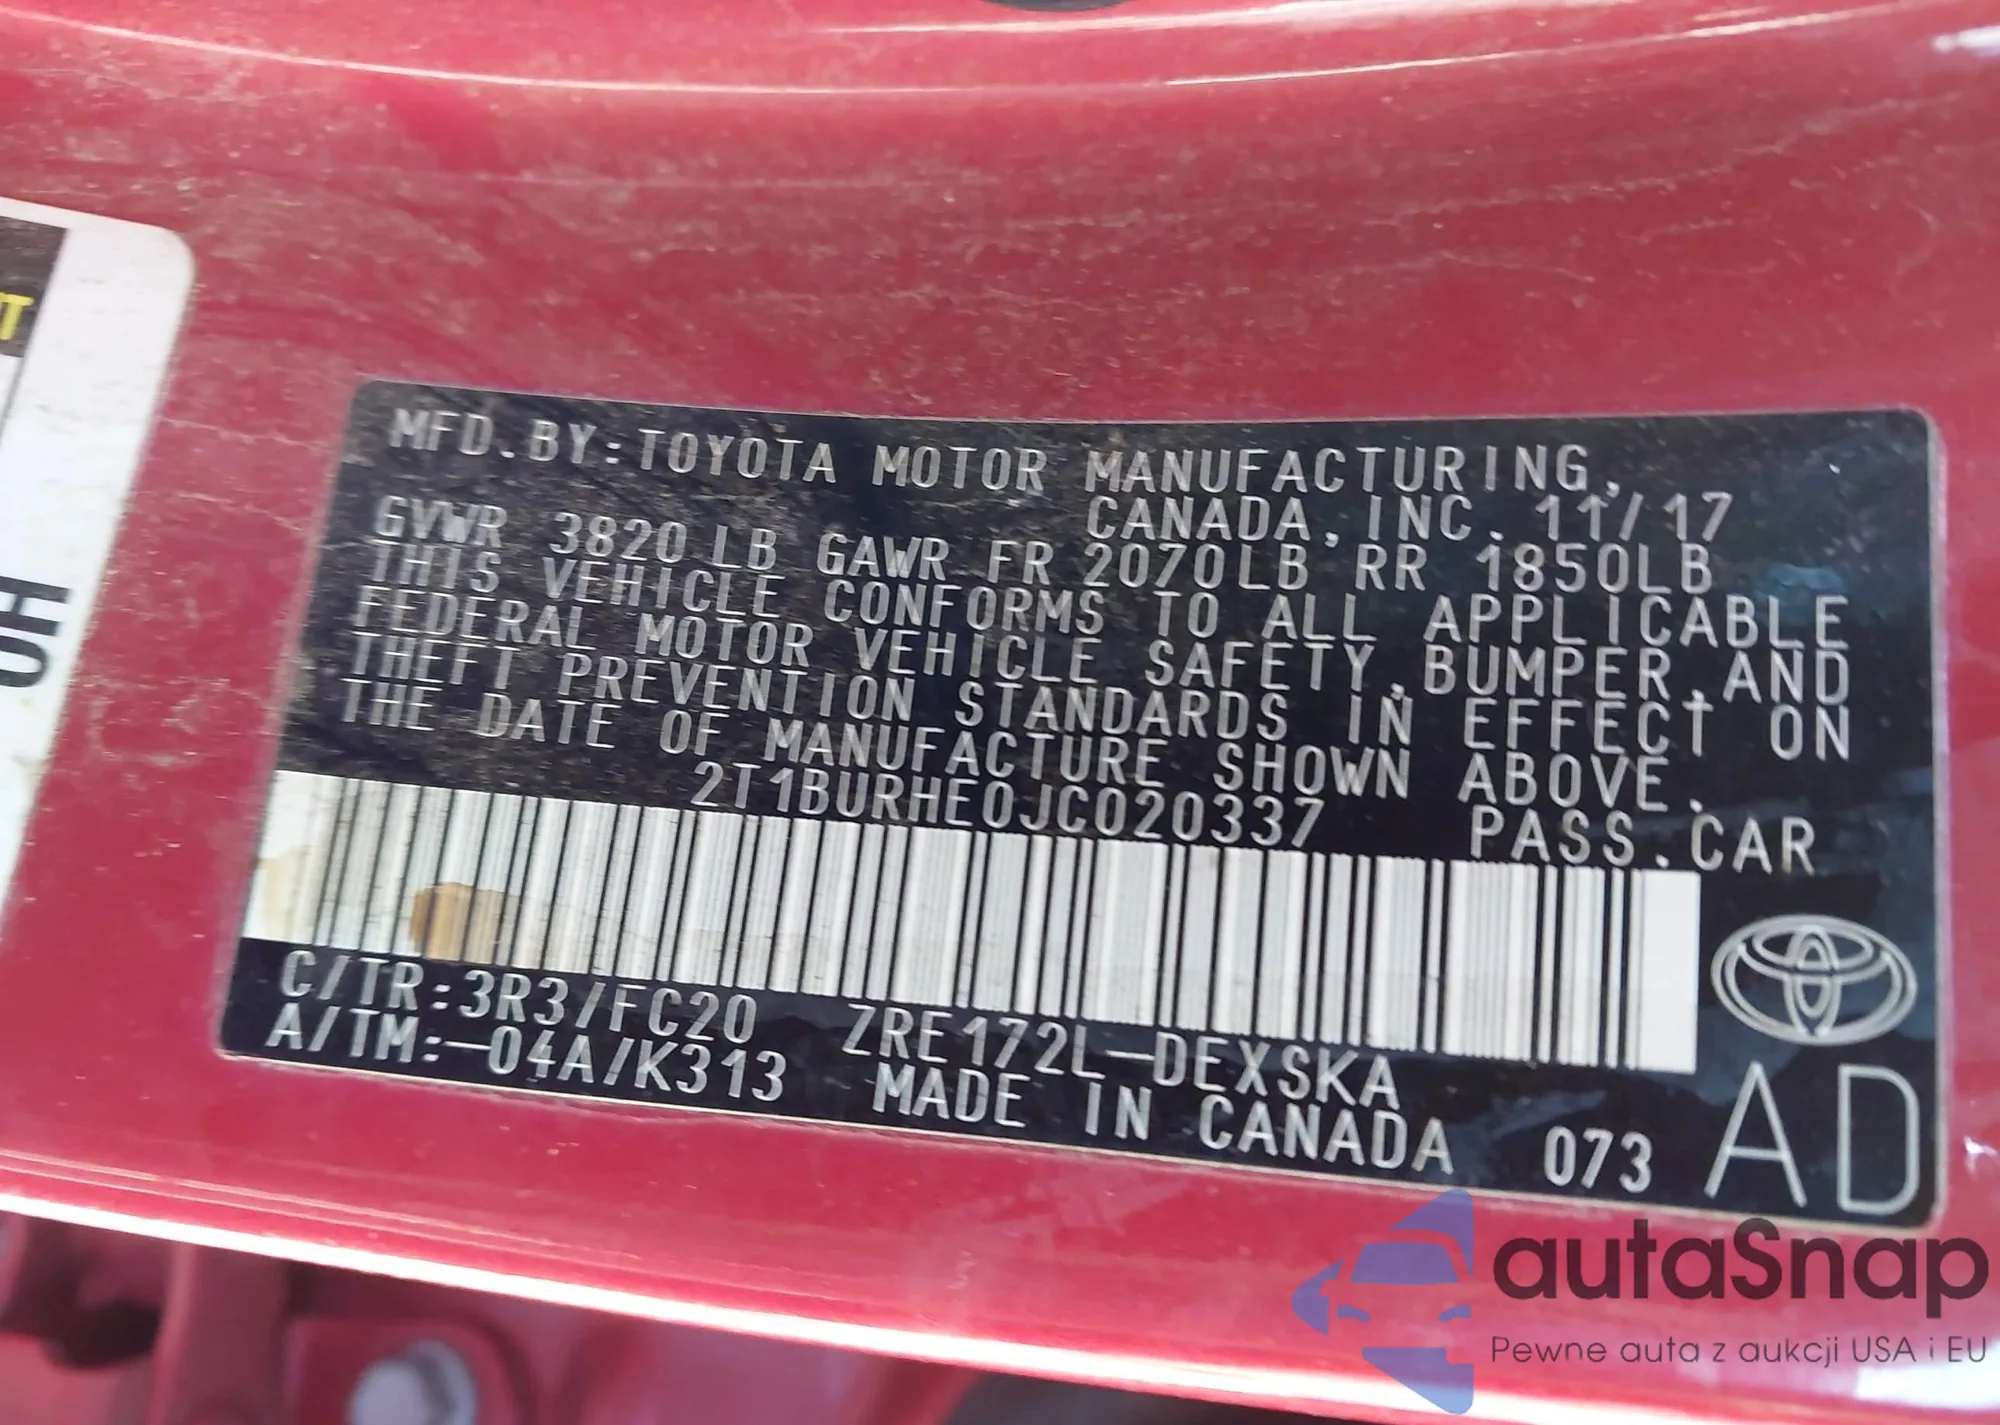 MFD.BY:TOYOTA MOTOR MANUFACTURING,
CANADA,INC. 11/17
GVWR 3820 LB GAWR FR 2070LB RR 1850LB
THIS VEHICLE CONFORMS TO ALL APPLICABLE
FEDERAL MOTOR VEHICLE SAFETY,BUMPER,AND
THEFT PREVENTION STANDARDS IN EFFECT ON
THE DATE OF MANUFACTURE SHOWN ABOVE.
2T1BURHE0JC020337 PASS.CAR
C/TR:3R3/FC20 ZRE172L-DEXSKA
A/TM:-04A/K313 MADE IN CANADA 073 AD
HO
autaSnap
Pewne auta z aukcji USA i EU